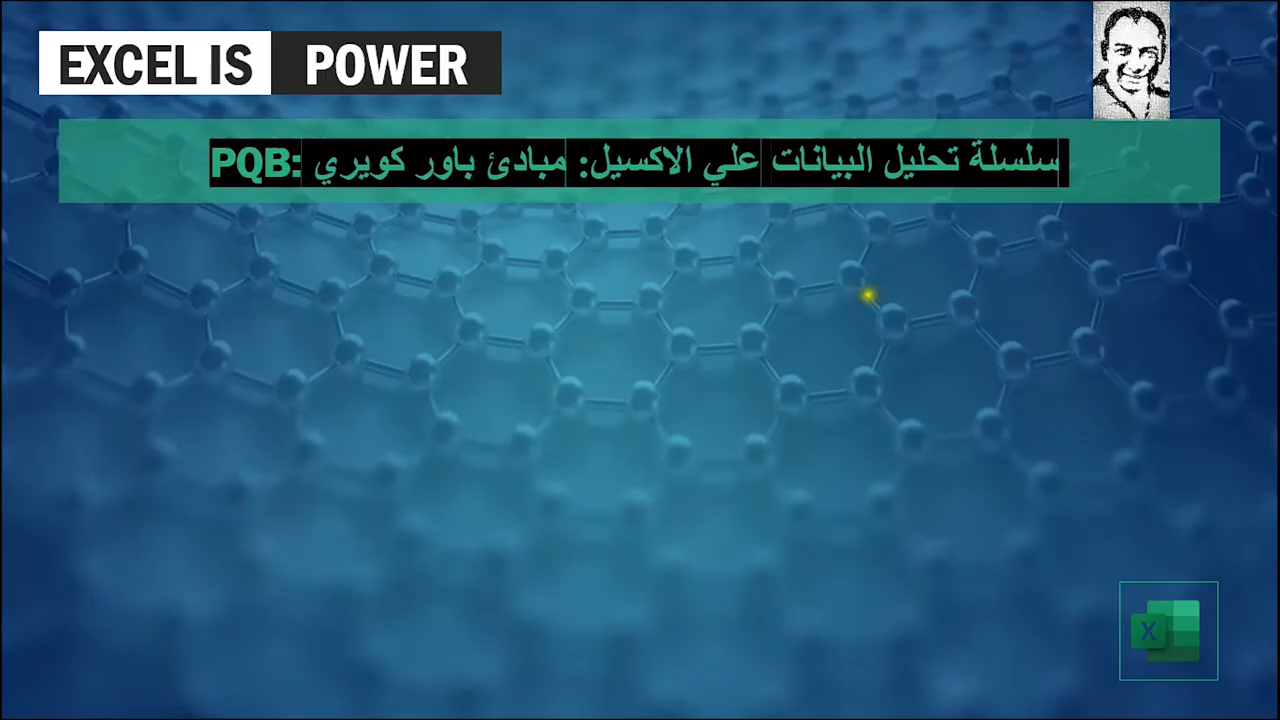 EXCEL IS POWER
سلسلة تحليل البيانات علي الاكسيل: مبادئ باور كويري PQB:
X